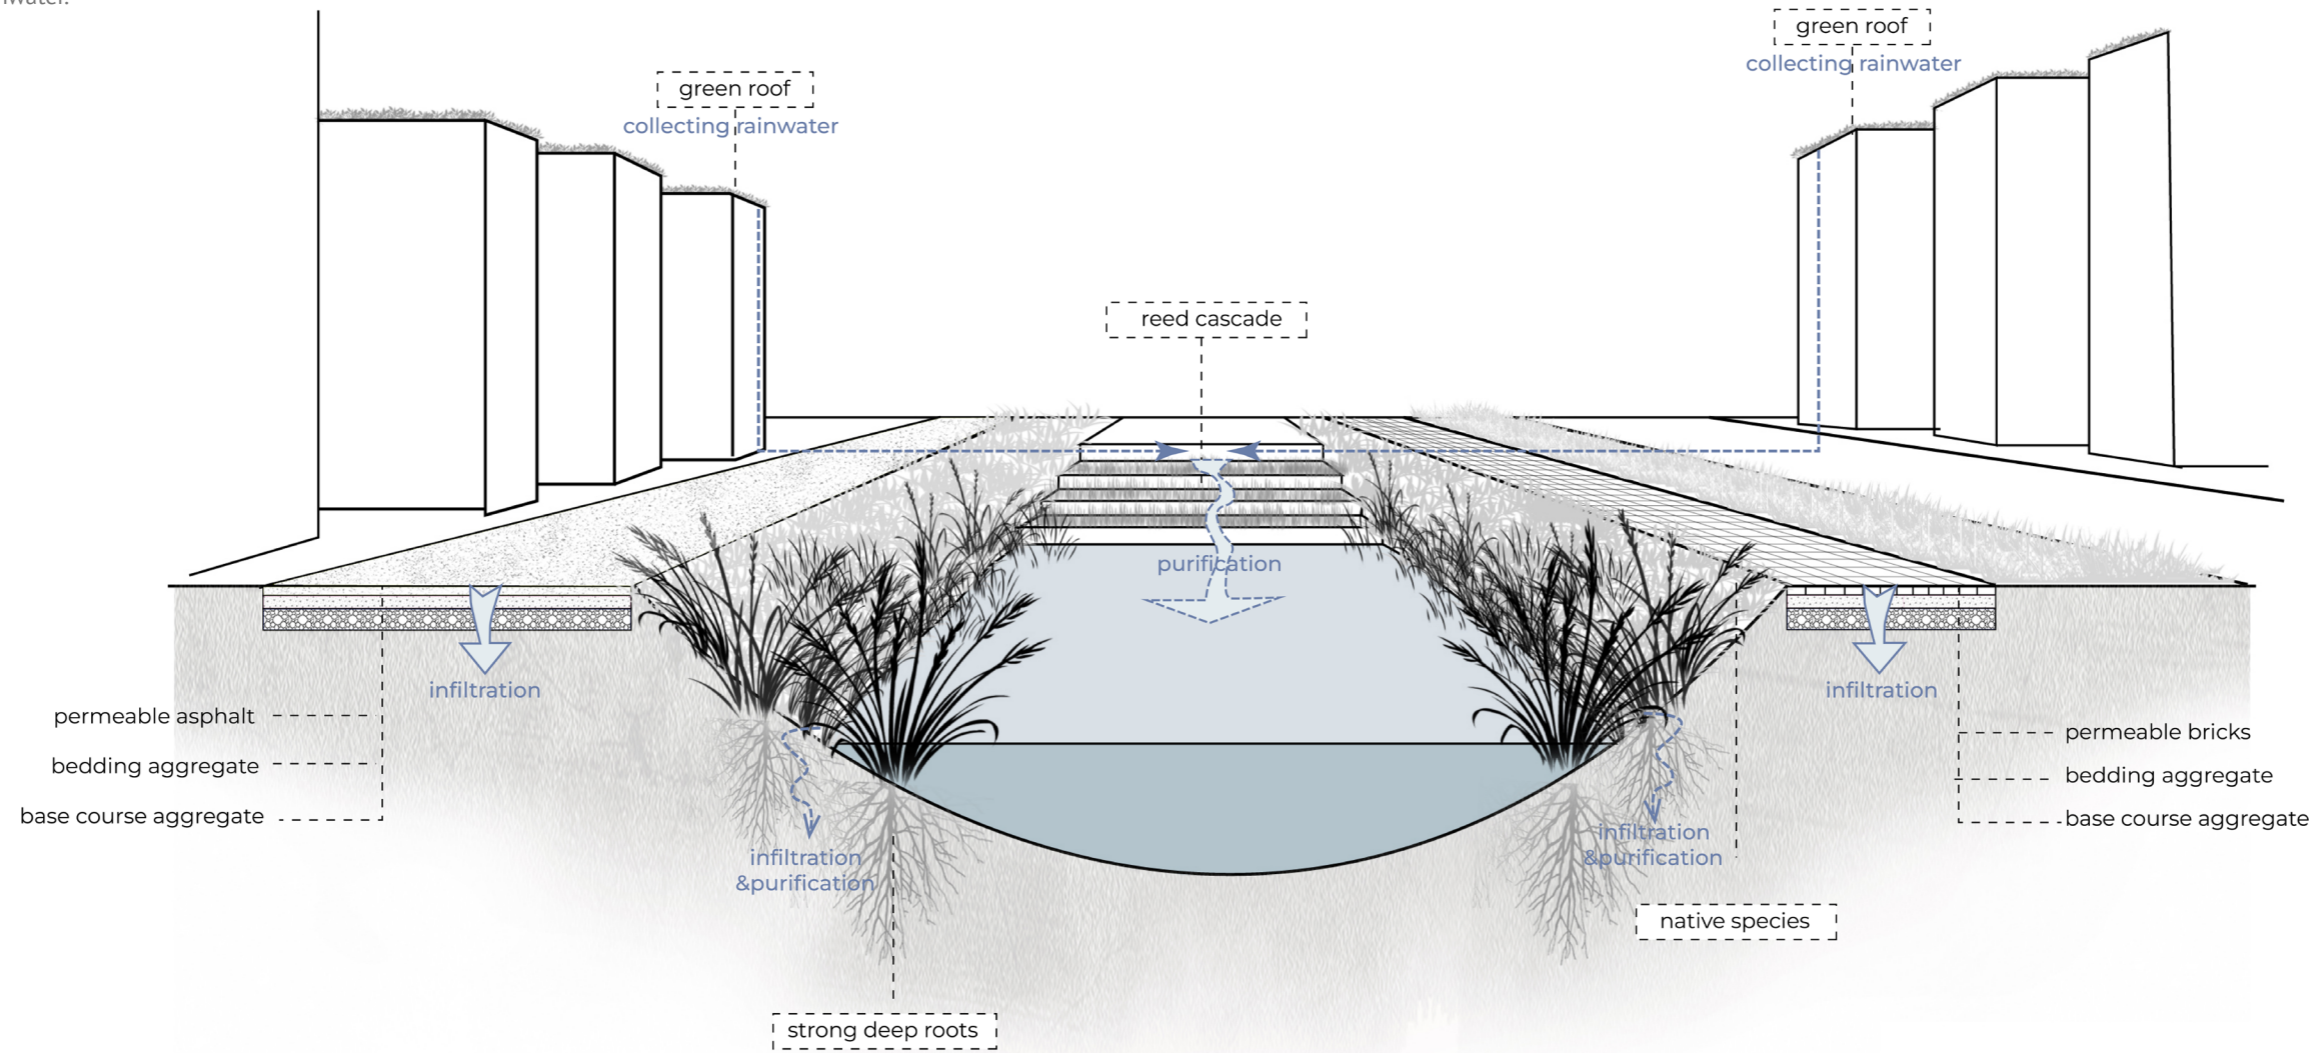 green roof
collecting rainwater
green roof
collecting rainwater
reed cascade
purification
infiltration
infiltration
permeable asphalt
bedding aggregate
base course aggregate
permeable bricks
bedding aggregate
base course aggregate
infiltration
&purification
infiltration
&purification
native species
strong deep roots